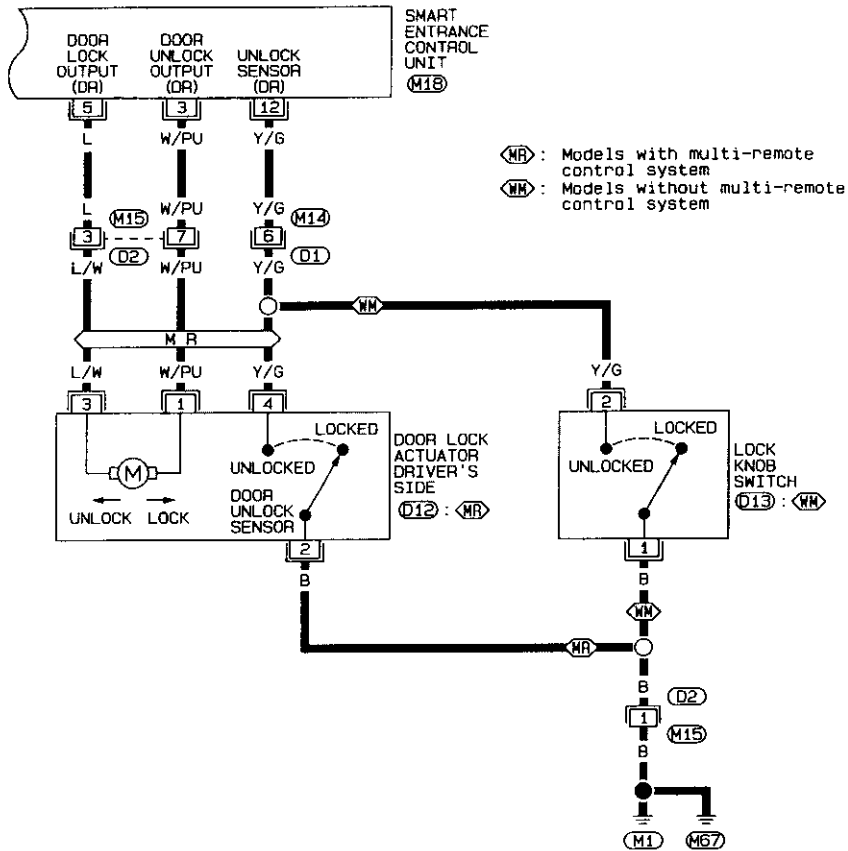 SMART
ENTRANCE
CONTROL
UNIT
M18
DOOR
LOCK
OUTPUT
(DR)
DOOR
UNLOCK
OUTPUT
(DR)
UNLOCK
SENSOR
(DR)
5
3
12
L
W/PU
Y/G
MR : Models with multi-remote
control system
WM : Models without multi-remote
control system
L
W/PU
Y/G
M15
M14
3
7
6
D2
D1
L/W
W/PU
Y/G
WM
M R
L/W
W/PU
Y/G
Y/G
3
1
4
2
LOCKED
UNLOCKED
M
UNLOCK
LOCK
DOOR
UNLOCK
SENSOR
DOOR LOCK
ACTUATOR
DRIVER'S
SIDE
D12 : MR
LOCKED
UNLOCKED
LOCK
KNOB
SWITCH
D13 : WM
2
1
B
B
WM
MR
B
D2
1
M15
B
M1
M67